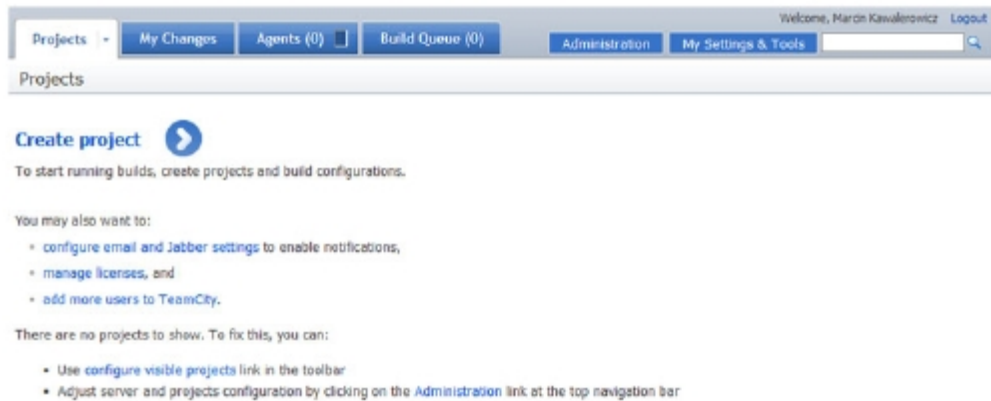 Welcome, Marcin Kawalerowicz Logout
Projects My Changes Agents (0) Build Queue (0) Administration My Settings & Tools
Projects
Create project
To start running builds, create projects and build configurations.
You may also want to:
configure email and Jabber settings to enable notifications,
manage licenses, and
add more users to TeamCity.
There are no projects to show. To fix this, you can:
Use configure visible projects link in the toolbar
Adjust server and projects configuration by clicking on the Administration link at the top navigation bar